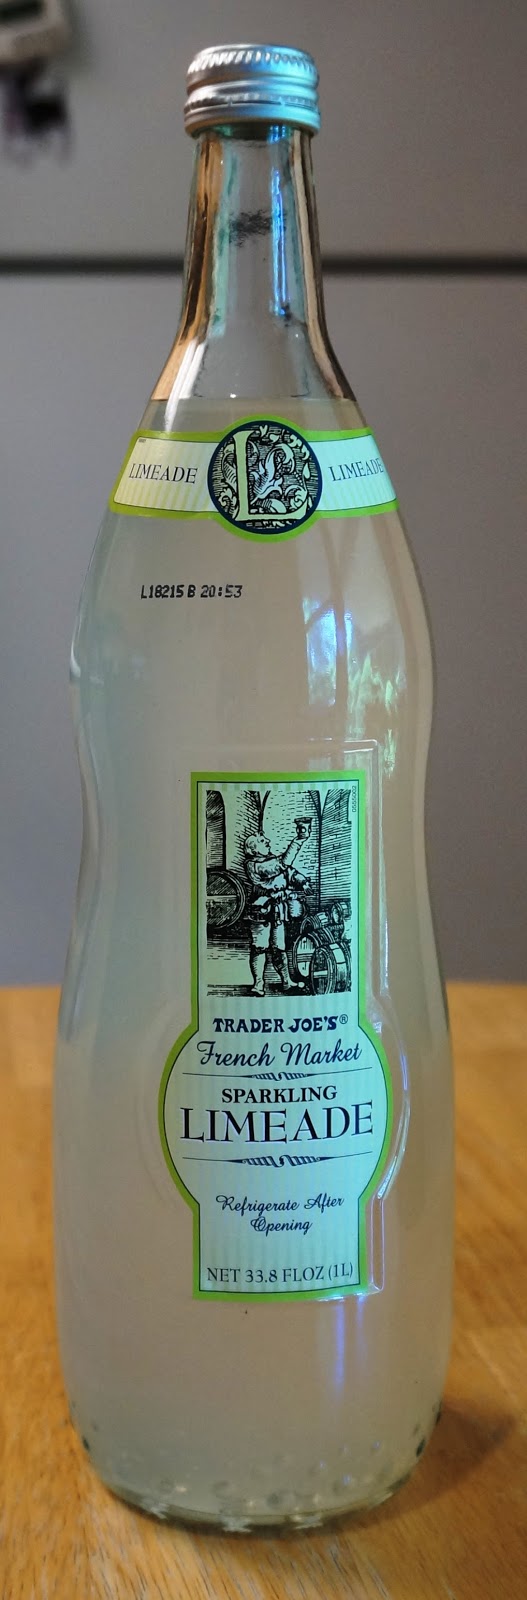 LIMEADE L LIMEADE
L18215 B 20:53
TRADER JOE'S®
French Market
SPARKLING
LIMEADE
Refrigerate After
Opening
NET 33.8 FLOZ (1L)